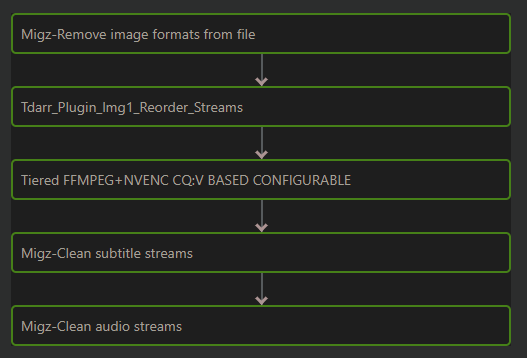 Migz-Remove image formats from file
Tdarr_Plugin_lmg1_Reorder_Streams
Tiered FFMPEG+NVENC CQ:V BASED CONFIGURABLE
Migz-Clean subtitle streams
Migz-Clean audio streams